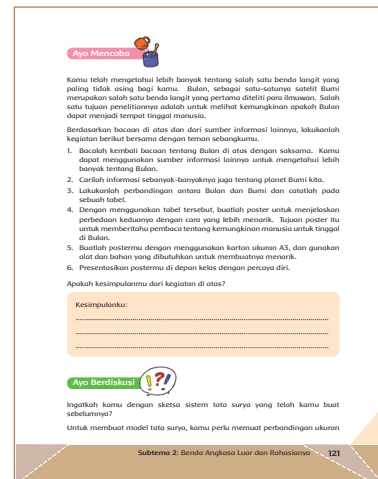 Ayo Mencoba
Kamu telah mengetahui lebih banyak tentang salah satu benda langit yang
paling tidak asing bagi kamu. Bulan, sebagai satu-satunya satelit Bumi
merupakan salah satu benda langit yang pertama diteliti para ilmuwan. Salah
satu tujuan penelitiannya adalah untuk melihat kemungkinan apakah Bulan
dapat menjadi tempat tinggal manusia.
Berdasarkan bacaan di atas dan dari sumber informasi lainnya, lakukanlah
kegiatan berikut bersama dengan teman sebangkumu.
1. Bacalah kembali bacaan tentang Bulan di atas dengan saksama. Kamu
dapat menggunakan sumber informasi lainnya untuk mengetahui lebih
banyak tentang Bulan.
2. Carilah informasi sebanyak-banyaknya juga tentang planet Bumi kita.
3. Lakukanlah perbandingan antara Bulan dan Bumi dan catatlah pada
sebuah tabel.
4. Dengan menggunakan tabel tersebut, buatlah poster untuk menjelaskan
perbedaan keduanya dengan cara yang lebih menarik. Tujuan poster itu
untuk memberitahu pembaca tentang kemungkinan manusia untuk tinggal
di Bulan.
5. Buatlah postermu dengan menggunakan karton ukuran A3, dan gunakan
alat dan bahan yang dibutuhkan untuk membuatnya menarik.
6. Presentasikan postermu di depan kelas dengan percaya diri.
Apakah kesimpulanmu dari kegiatan di atas?
Kesimpulanku:
Ayo Berdiskusi
Ingatkah kamu dengan sketsa sistem tata surya yang telah kamu buat
sebelumnya?
Untuk membuat model tata surya, kamu perlu memuat perbandingan ukuran
Subtema 2: Benda Angkasa Luar dan Rahasianya 121